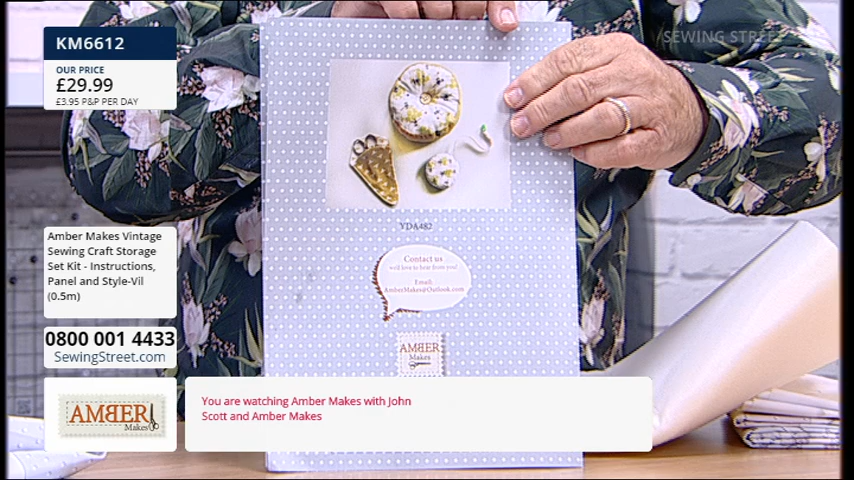 KM6612
OUR PRICE
£29.99
£3.95 P&P PER DAY
SEWING STREET
Amber Makes Vintage
Sewing Craft Storage
Set Kit - Instructions,
Panel and Style-Vil
(0.5m)
0800 001 4433
SewingStreet.com
AMBER
Makes
You are watching Amber Makes with John
Scott and Amber Makes
YDA482
Contact us
we'd love to hear from you!
Email:
AmberMakes@Outlook.com
AMBER
Makes